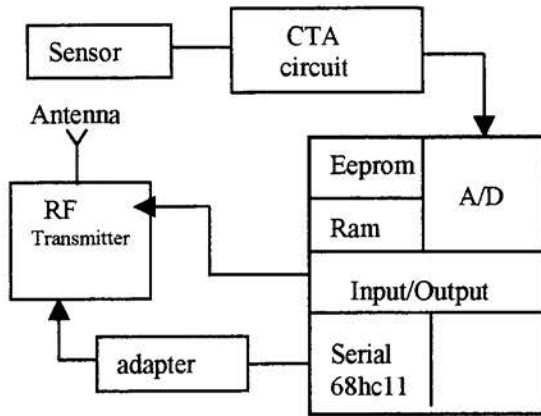 Sensor
CTA
circuit
Antenna
RF
Transmitter
Eeprom
A/D
Ram
Input/Output
adapter
Serial
68hc11